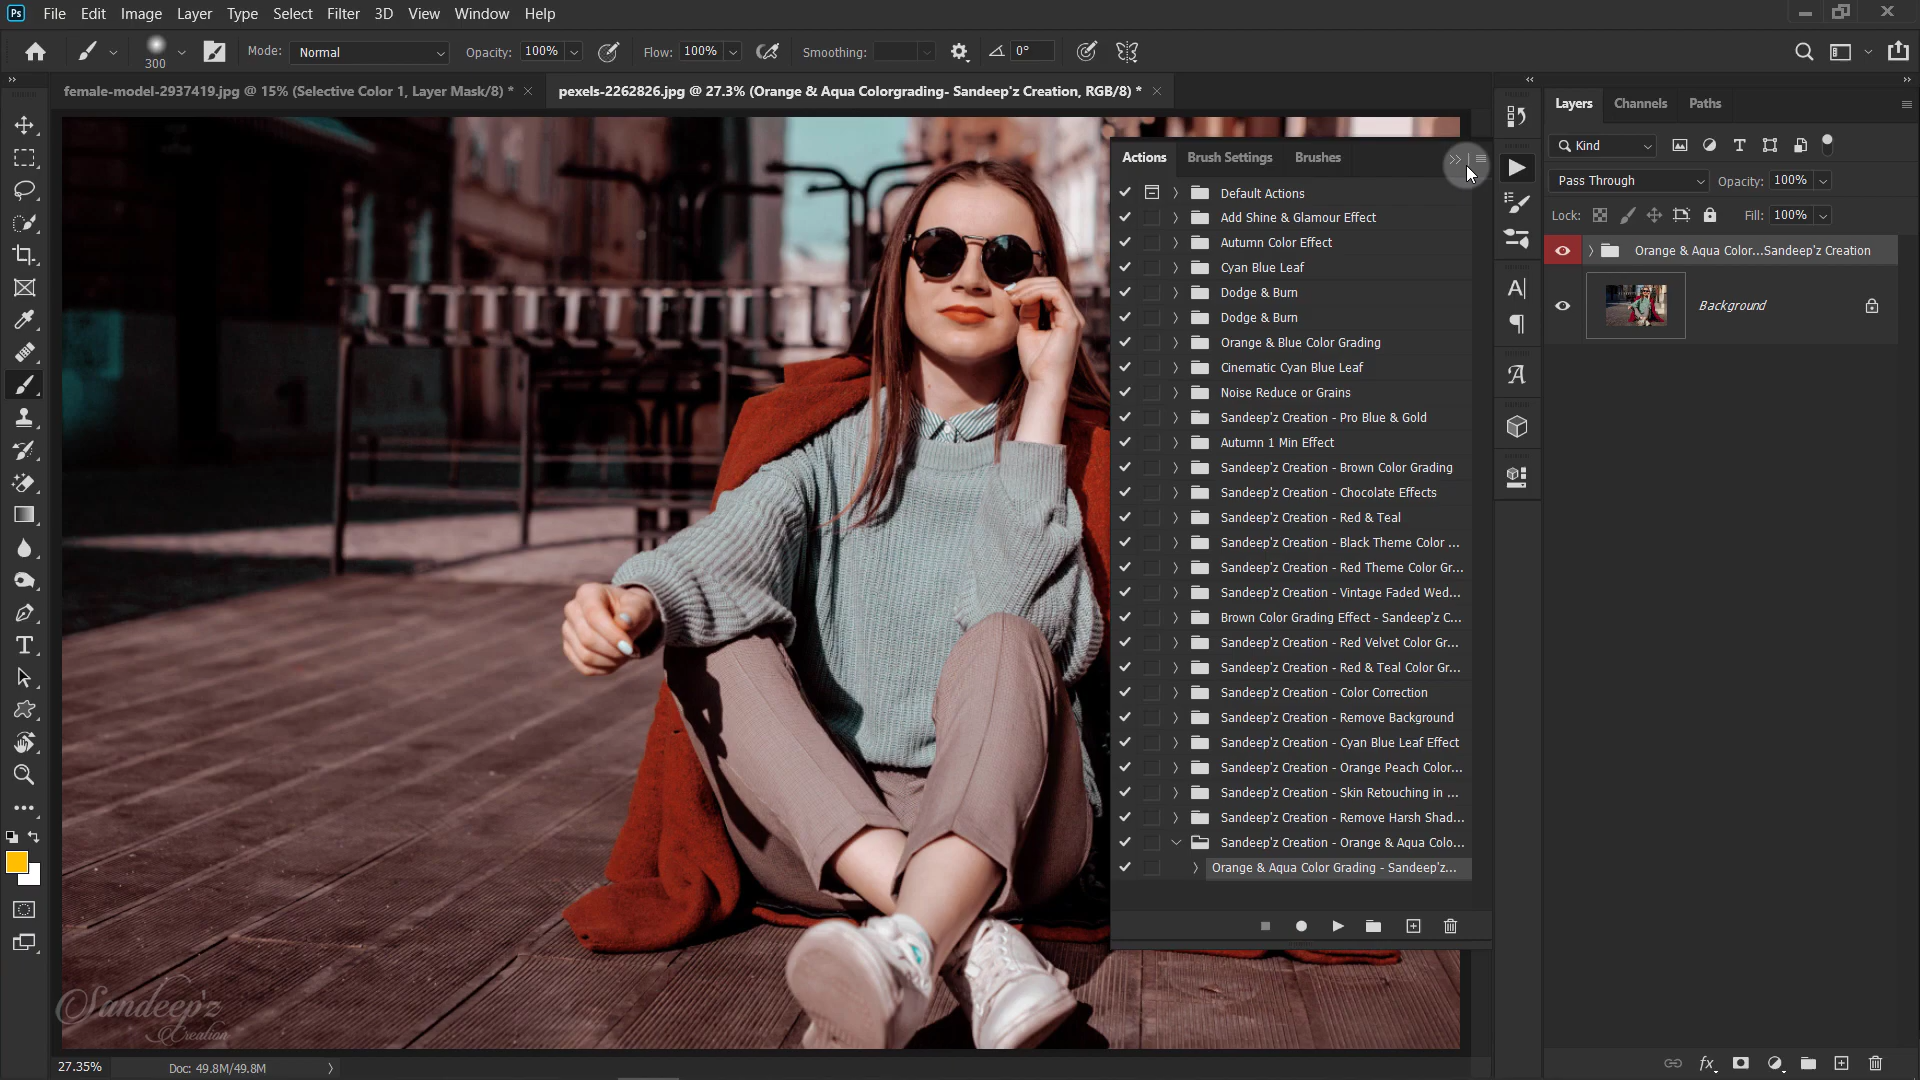 Ps File Edit Image Layer Type Select Filter 3D View Window Help
300 Mode: Normal Opacity: 100% Flow: 100% Smoothing: 0°
female-model-2937419.jpg @ 15% (Selective Color 1, Layer Mask/8) * pexels-2262826.jpg @ 27.3% (Orange & Aqua Colorgrading- Sandeep'z Creation, RGB/8) *
Actions Brush Settings Brushes
Default Actions
Add Shine & Glamour Effect
Autumn Color Effect
Cyan Blue Leaf
Dodge & Burn
Dodge & Burn
Orange & Blue Color Grading
Cinematic Cyan Blue Leaf
Noise Reduce or Grains
Sandeep'z Creation - Pro Blue & Gold
Autumn 1 Min Effect
Sandeep'z Creation - Brown Color Grading
Sandeep'z Creation - Chocolate Effects
Sandeep'z Creation - Red & Teal
Sandeep'z Creation - Black Theme Color ...
Sandeep'z Creation - Red Theme Color Gr...
Sandeep'z Creation - Vintage Faded Wed...
Brown Color Grading Effect - Sandeep'z C...
Sandeep'z Creation - Red Velvet Color Gr...
Sandeep'z Creation - Red & Teal Color Gr...
Sandeep'z Creation - Color Correction
Sandeep'z Creation - Remove Background
Sandeep'z Creation - Cyan Blue Leaf Effect
Sandeep'z Creation - Orange Peach Color...
Sandeep'z Creation - Skin Retouching in ...
Sandeep'z Creation - Remove Harsh Shad...
Sandeep'z Creation - Orange & Aqua Colo...
Orange & Aqua Color Grading - Sandeep'z...
Layers Channels Paths
Kind
Pass Through Opacity: 100%
Lock: Fill: 100%
Orange & Aqua Color...Sandeep'z Creation
Background
fx
Sandeep'z
Creation
27.35% Doc: 49.8M/49.8M